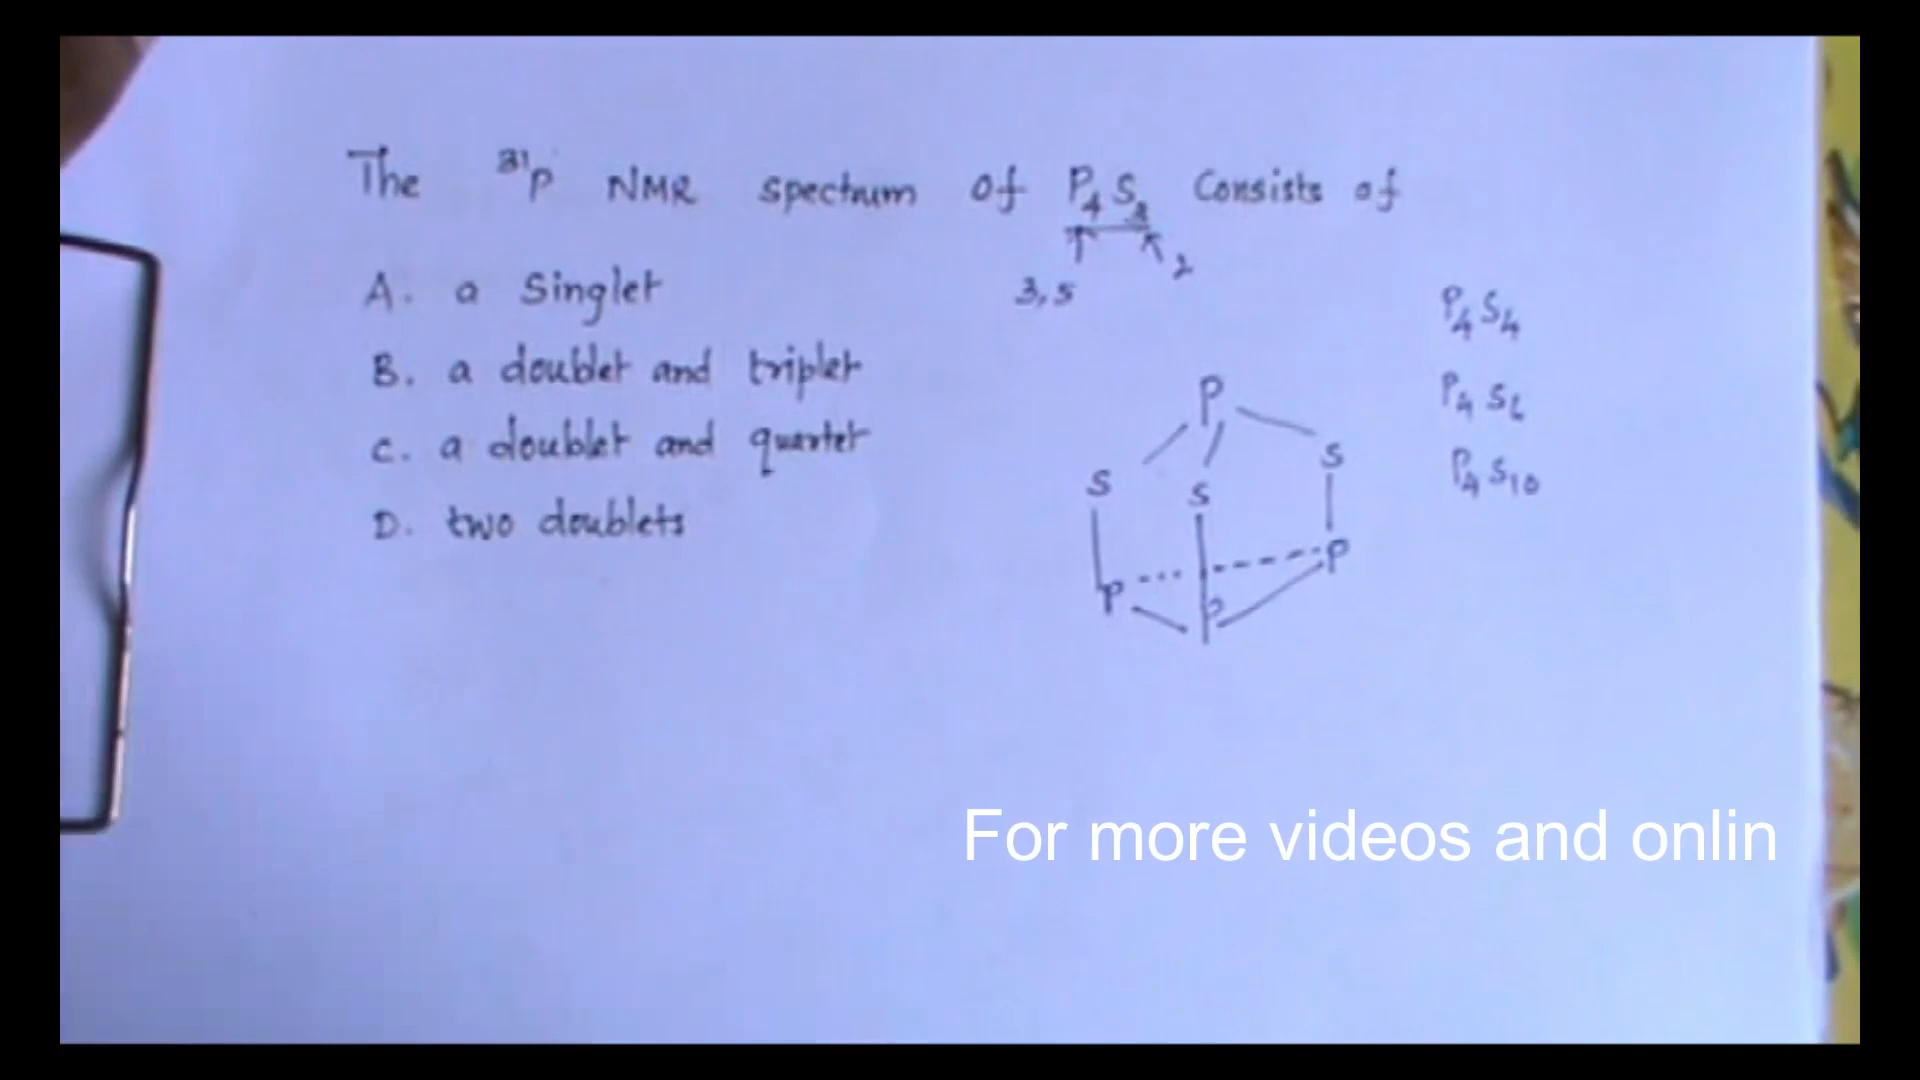 The ³¹P NMR spectrum of P₄S₃ Consists of
3,5
2
A. a Singlet
B. a doublet and triplet
C. a doublet and quartet
D. two doublets
P₄S₄
P₄S₆
P₄S₁₀
P
S S S
P P P
For more videos and onlin